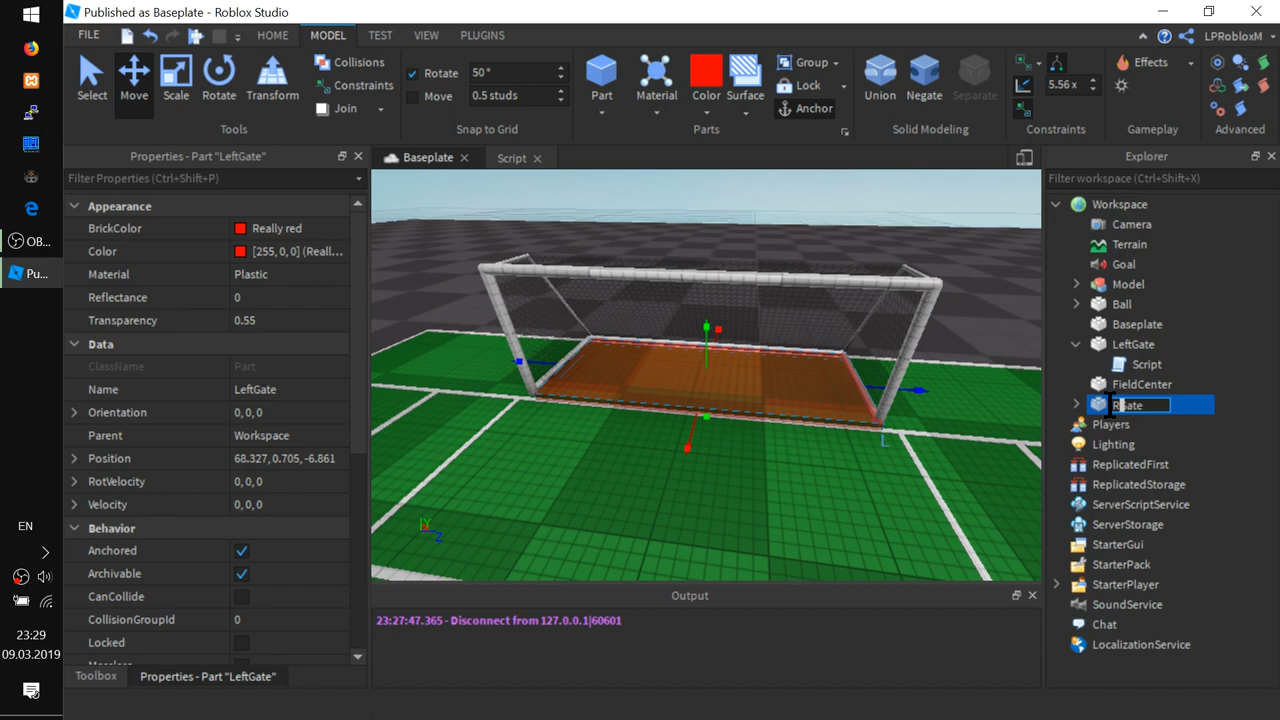 Published as Baseplate - Roblox Studio
FILE HOME MODEL TEST VIEW PLUGINS LPRobloxM
Select Move Scale Rotate Transform
Collisions
Constraints
Join
Tools
Rotate 50°
Move 0.5 studs
Snap to Grid
Part Material Color Surface
Group
Lock
Anchor
Parts
Union Negate Separate
Solid Modeling
5.56 x
Constraints
Effects
Gameplay
Advanced
Properties - Part "LeftGate"
Filter Properties (Ctrl+Shift+P)
Appearance
BrickColor Really red
Color [255, 0, 0] (Reall...
Material Plastic
Reflectance 0
Transparency 0.55
Data
ClassName Part
Name LeftGate
Orientation 0, 0, 0
Parent Workspace
Position 68.327, 0.705, -6.861
RotVelocity 0, 0, 0
Velocity 0, 0, 0
Behavior
Anchored
Archivable
CanCollide
CollisionGroupId 0
Locked
Toolbox Properties - Part "LeftGate"
Baseplate Script
Y
Z
L
Output
23:27:47.365 - Disconnect from 127.0.0.1|60601
Explorer
Filter workspace (Ctrl+Shift+X)
Workspace
Camera
Terrain
Goal
Model
Ball
Baseplate
LeftGate
Script
FieldCenter
RGate
Players
Lighting
ReplicatedFirst
ReplicatedStorage
ServerScriptService
ServerStorage
StarterGui
StarterPack
StarterPlayer
SoundService
Chat
LocalizationService
OB...
Pu...
EN
23:29
09.03.2019